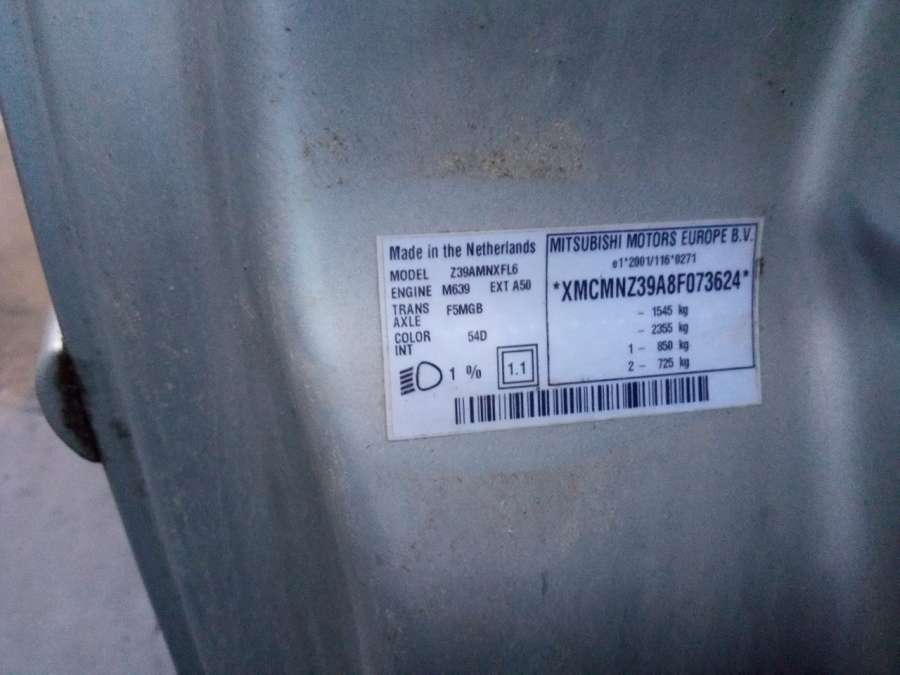 Made in the Netherlands
MODEL Z39AMNXFL6
ENGINE M639 EXT A50
TRANS F5MGB
AXLE
COLOR 54D
INT
1 %
1.1
MITSUBISHI MOTORS EUROPE B.V.
e1*2001/116*0271
*XMCMNZ39A8F073624*
- 1545 kg
- 2355 kg
1 - 850 kg
2 - 725 kg